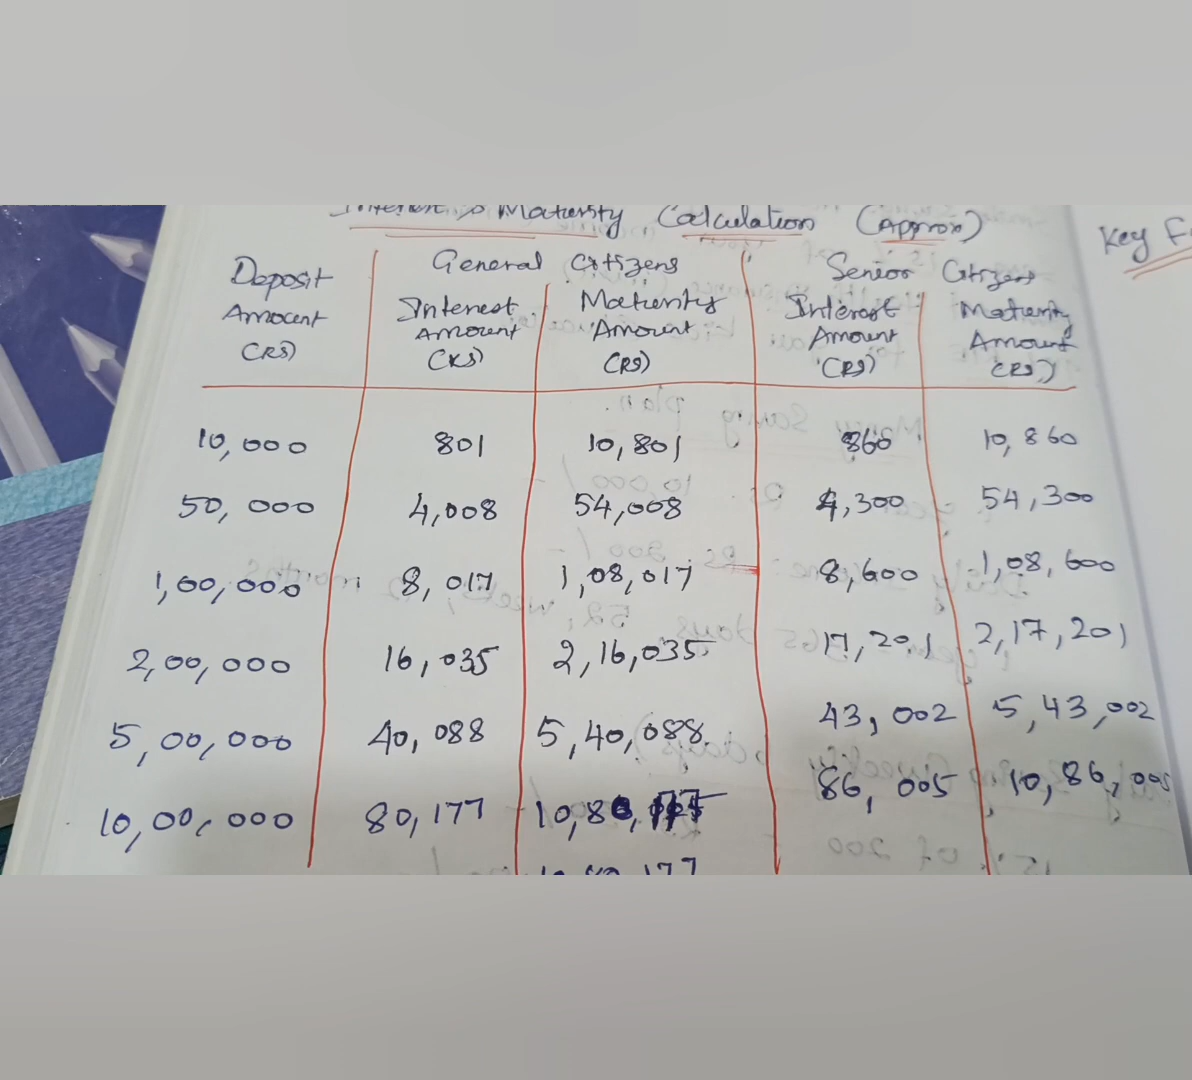 Interest & Maturity Calculation (Approx)
Key
Deposit Amount (RS) General Citizens Senior Citizens
Interest Amount (RS) Maturity Amount (RS) Interest Amount (RS) Maturity Amount (RS)
10,000 801 10,801 860 10,860
50,000 4,008 54,008 4,300 54,300
1,00,000 8,017 1,08,017 8,600 1,08,600
2,00,000 16,035 2,16,035 17,201 2,17,201
5,00,000 40,088 5,40,088 43,002 5,43,002
10,00,000 80,177 86,005 10,86,005